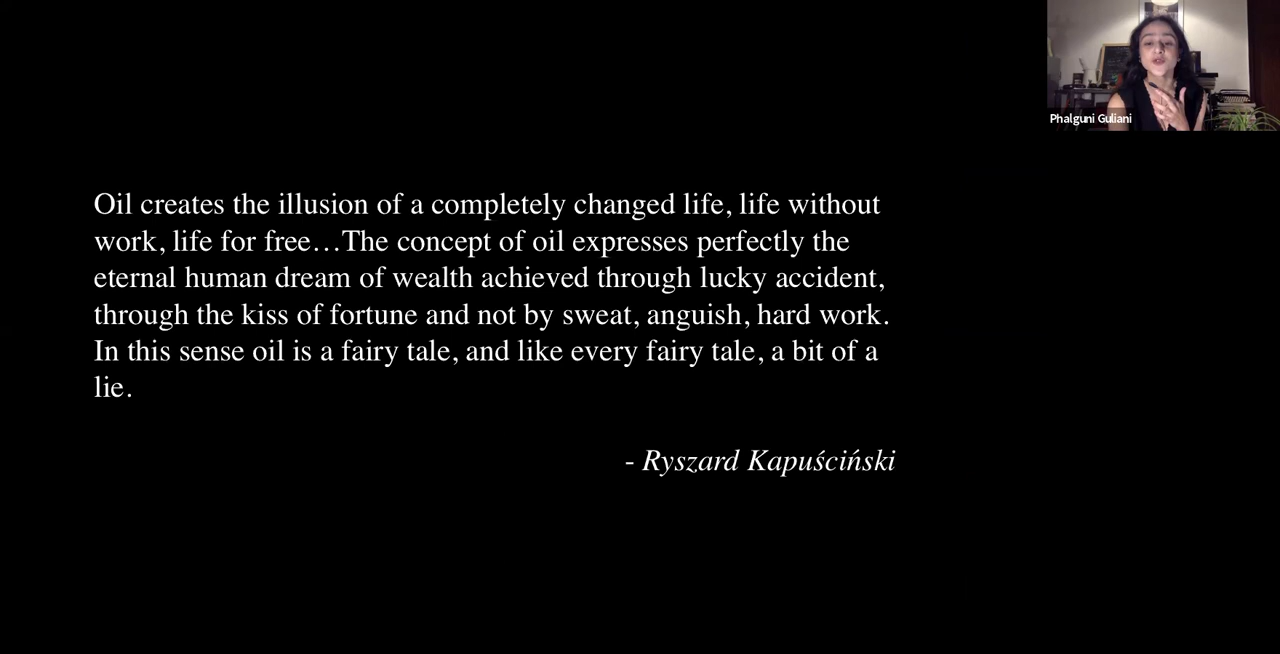 Phalguni Guliani
Oil creates the illusion of a completely changed life, life without
work, life for free…The concept of oil expresses perfectly the
eternal human dream of wealth achieved through lucky accident,
through the kiss of fortune and not by sweat, anguish, hard work.
In this sense oil is a fairy tale, and like every fairy tale, a bit of a
lie.
- Ryszard Kapuściński